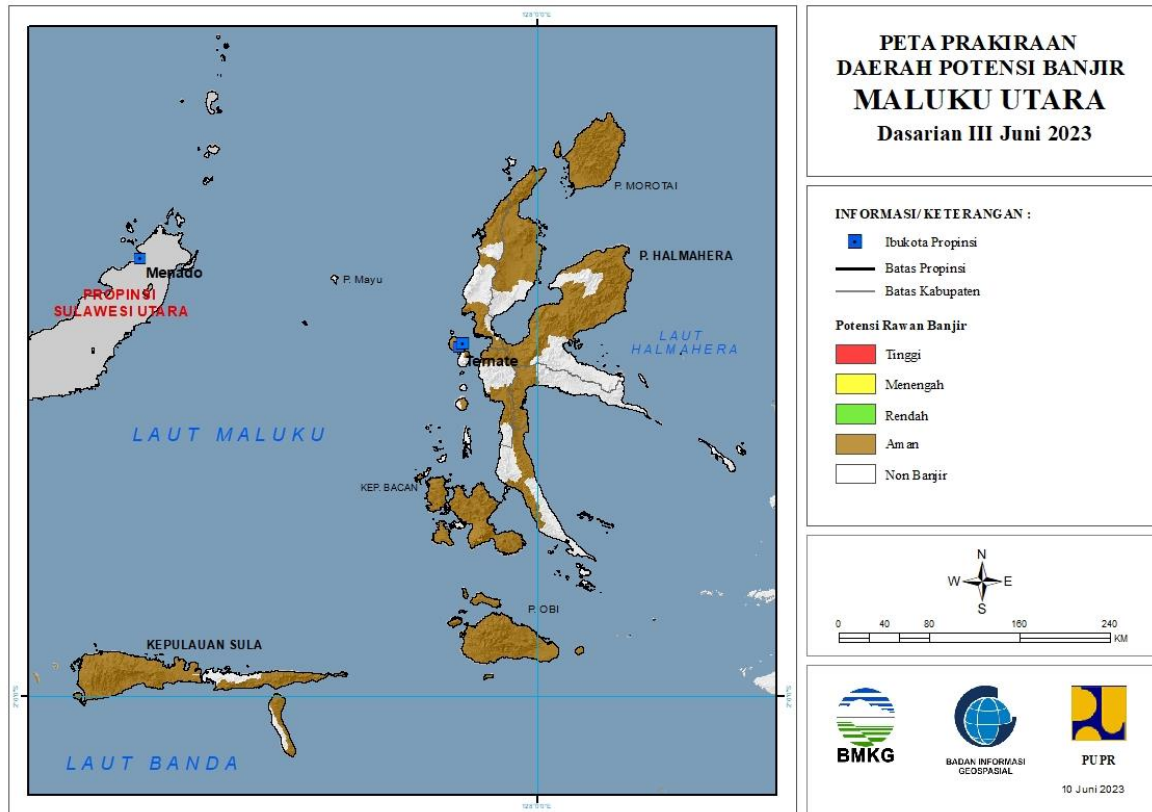 PETA PRAKIRAAN
DAERAH POTENSI BANJIR
MALUKU UTARA
Dasarian III Juni 2023
INFORMASI/ KETERANGAN :
Ibukota Propinsi
Batas Propinsi
Batas Kabupaten
Potensi Rawan Banjir
Tinggi
Menengah
Rendah
Aman
Non Banjir
N
W E
S
0 40 80 160 240
KM
BMKG
BADAN INFORMASI
GEOSPASIAL
PUPR
10 Juni 2023
P. MOROTAI
P. HALMAHERA
Menado
P. Mayu
PROPINSI
SULAWESI UTARA
LAUT
HALMAHERA
Ternate
LAUT MALUKU
KEP. BACAN
P. OBI
KEPULAUAN SULA
LAUT BANDA